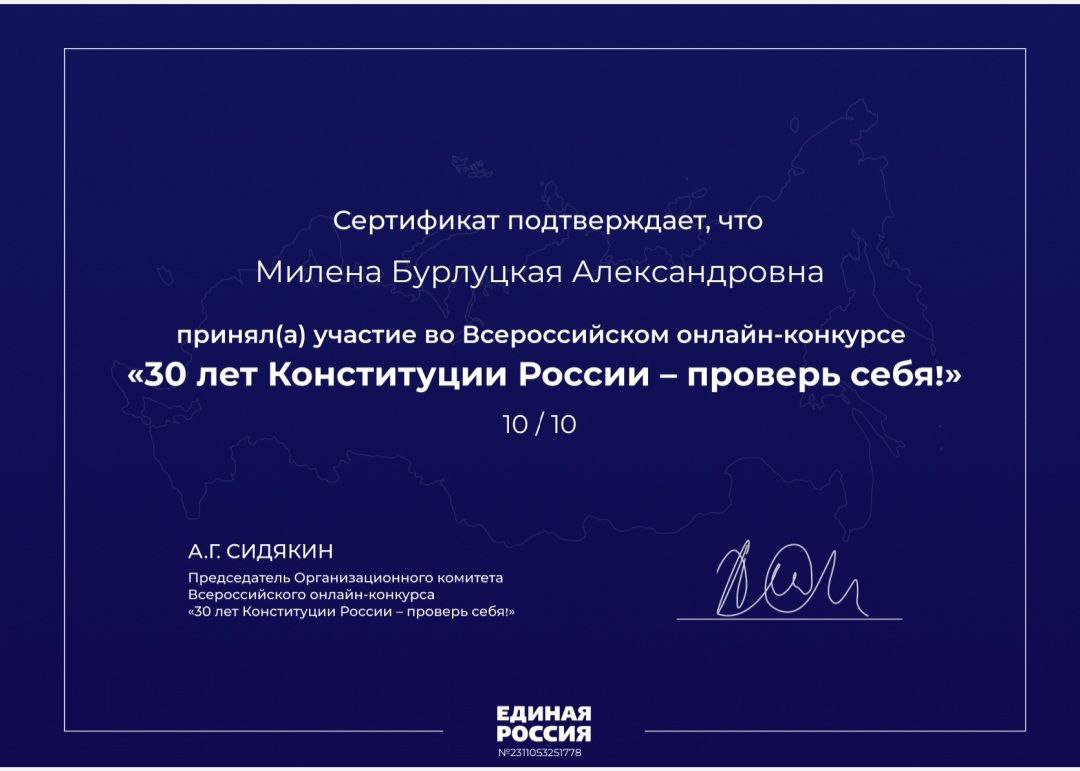 Сертификат подтверждает, что
Милена Бурлуцкая Александровна
принял(а) участие во Всероссийском онлайн-конкурсе
«30 лет Конституции России – проверь себя!»
10 / 10
А.Г. СИДЯКИН
Председатель Организационного комитета
Всероссийского онлайн-конкурса
«30 лет Конституции России – проверь себя!»
ЕДИНАЯ
РОССИЯ
№2311053251778